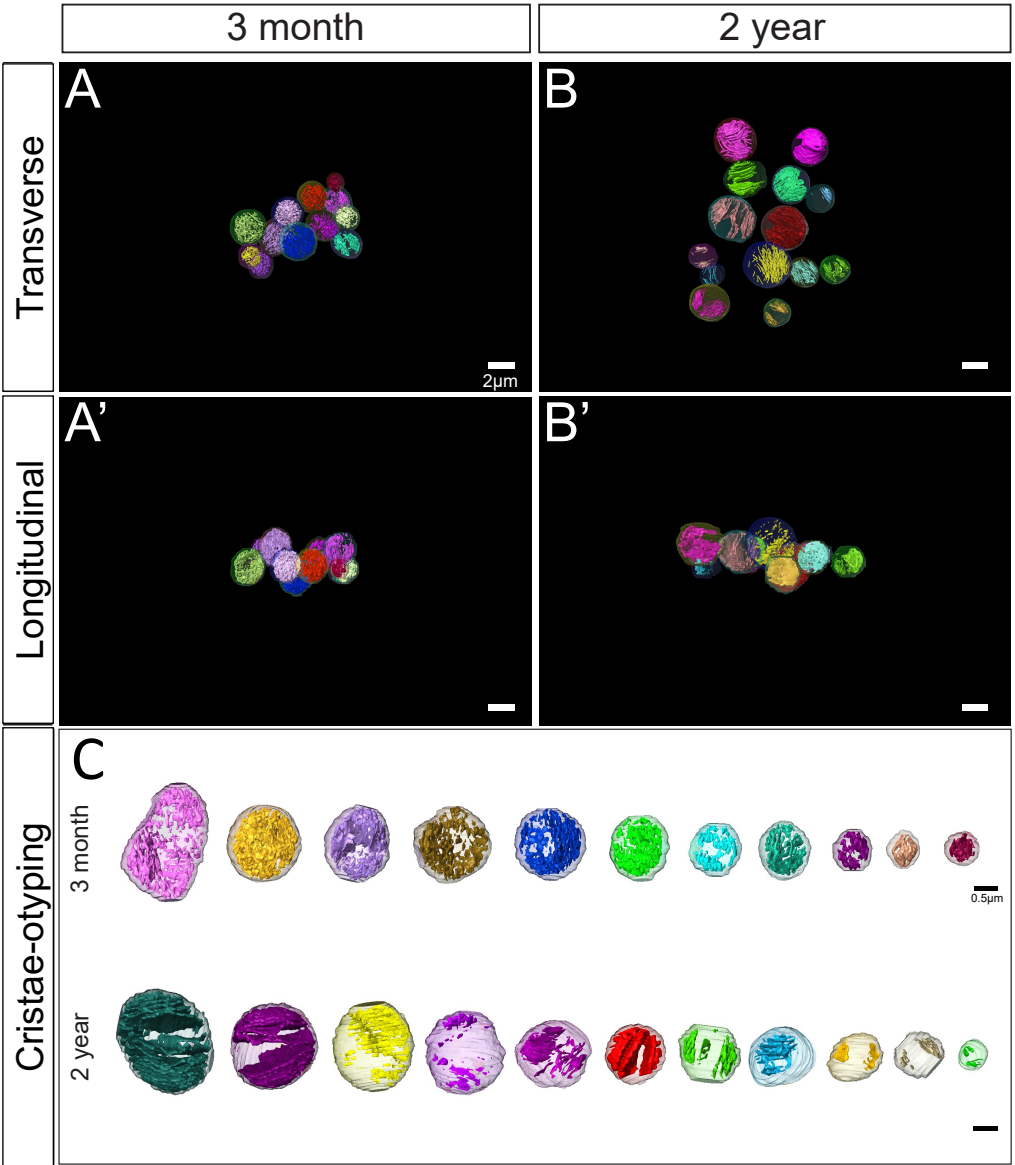 3 month
2 year
Transverse
A
B
2µm
Longitudinal
A’
B’
Cristae-otyping
C
3 month
0.5µm
2 year